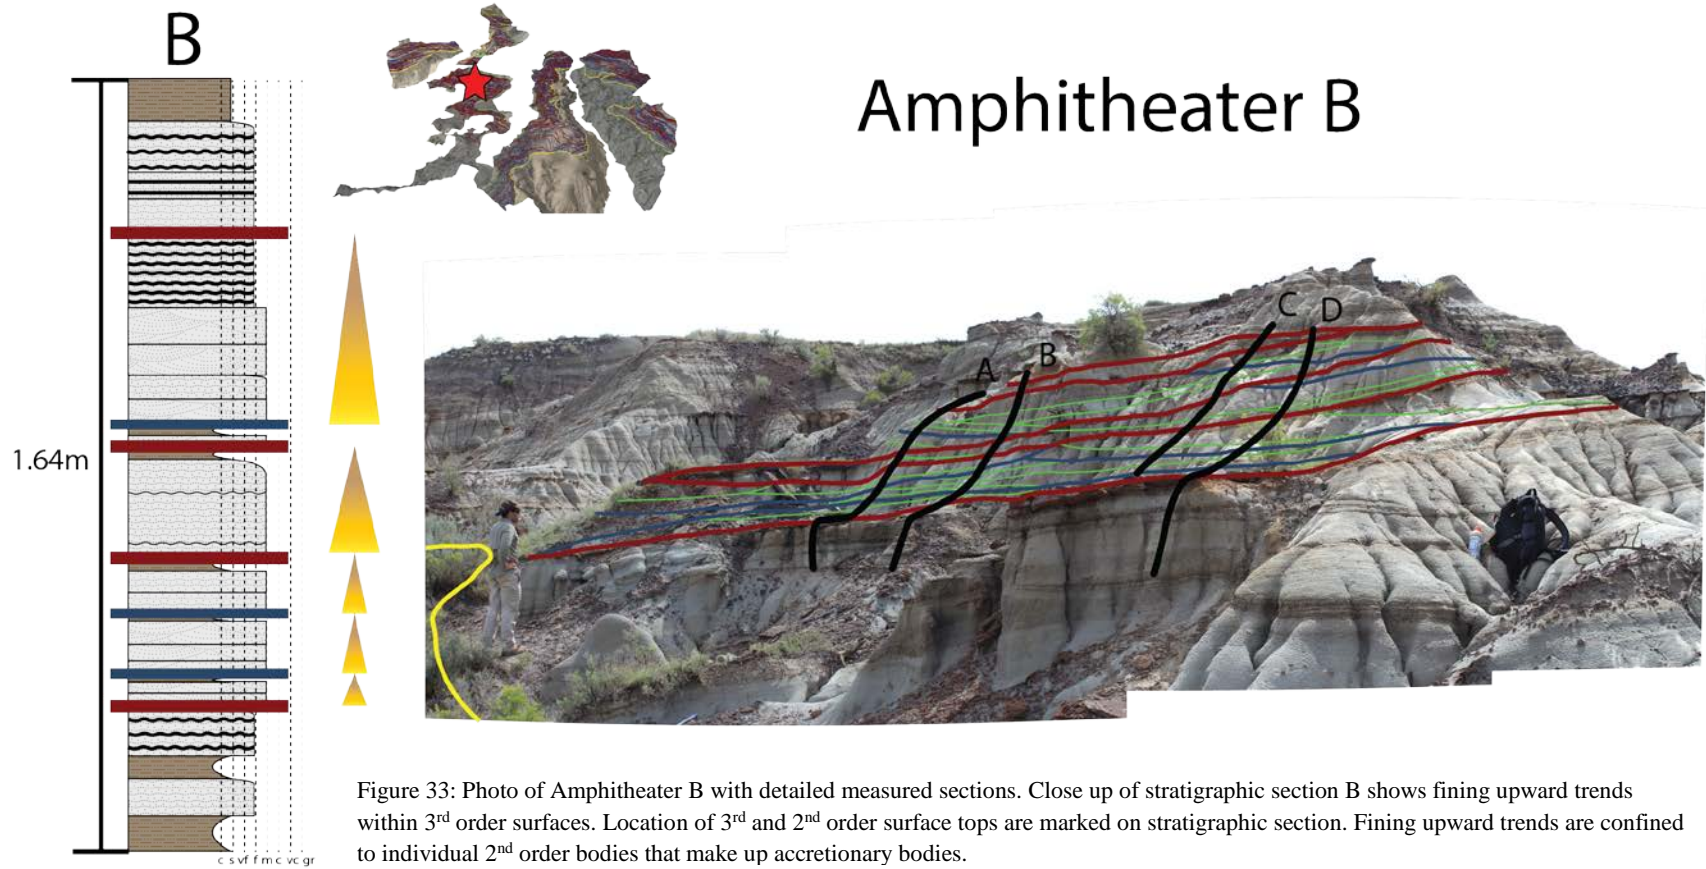 B
Amphitheater B
1.64m
A
B
C
D
c s vf f m c vc gr
Figure 33: Photo of Amphitheater B with detailed measured sections. Close up of stratigraphic section B shows fining upward trends
within 3rd order surfaces. Location of 3rd and 2nd order surface tops are marked on stratigraphic section. Fining upward trends are confined
to individual 2nd order bodies that make up accretionary bodies.